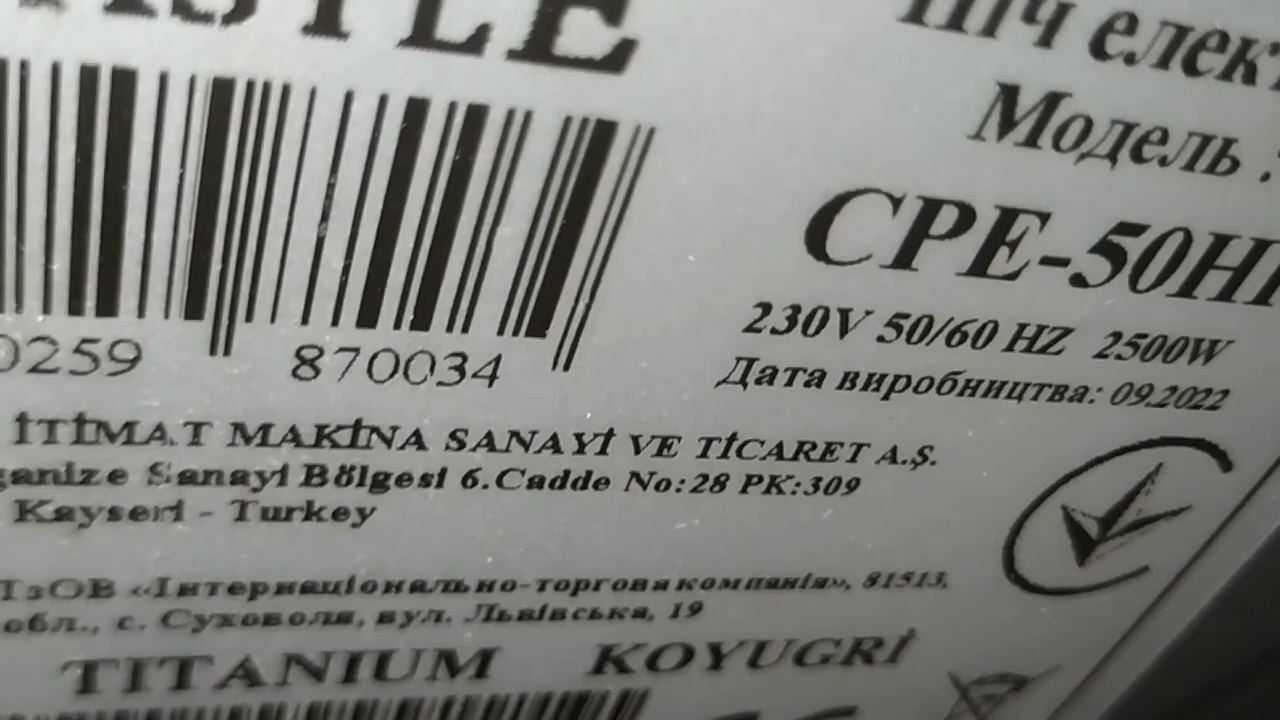 Піч елек
Модель :
CPE-50H
230V 50/60 HZ 2500W
Дата виробництва: 09.2022
0259 870034
İTİMAT MAKİNA SANAYİ VE TİCARET A.Ş.
ganize Sanayi Bölgesi 6.Cadde No:28 PK:309
Kayseri - Turkey
ТзОВ «Інтернаціонально-торгова компанія», 81513,
обл., с. Суховоля, вул. Львівська, 19
TITANIUM KOYUGRİ